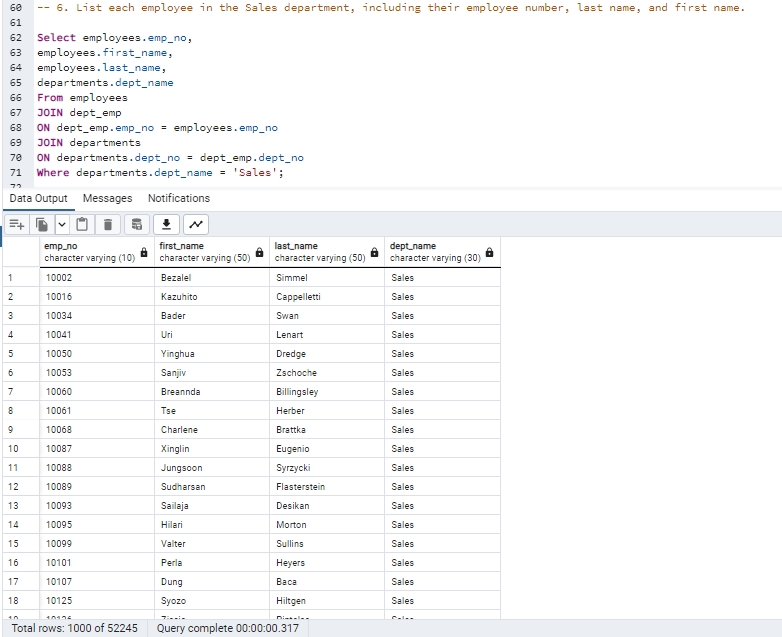 60 -- 6. List each employee in the Sales department, including their employee number, last name, and first name.
61
62 Select employees.emp_no,
63 employees.first_name,
64 employees.last_name,
65 departments.dept_name
66 From employees
67 JOIN dept_emp
68 ON dept_emp.emp_no = employees.emp_no
69 JOIN departments
70 ON departments.dept_no = dept_emp.dept_no
71 Where departments.dept_name = 'Sales';
72
Data Output Messages Notifications
emp_no first_name last_name dept_name
character varying (10) character varying (50) character varying (50) character varying (30)
1 10002 Bezalel Simmel Sales
2 10016 Kazuhito Cappelletti Sales
3 10034 Bader Swan Sales
4 10041 Uri Lenart Sales
5 10050 Yinghua Dredge Sales
6 10053 Sanjiv Zschoche Sales
7 10060 Breannda Billingsley Sales
8 10061 Tse Herber Sales
9 10068 Charlene Brattka Sales
10 10087 Xinglin Eugenio Sales
11 10088 Jungsoon Syrzycki Sales
12 10089 Sudharsan Flasterstein Sales
13 10093 Sailaja Desikan Sales
14 10095 Hilari Morton Sales
15 10099 Valter Sullins Sales
16 10101 Perla Heyers Sales
17 10107 Dung Baca Sales
18 10125 Syozo Hiltgen Sales
Total rows: 1000 of 52245 Query complete 00:00:00.317